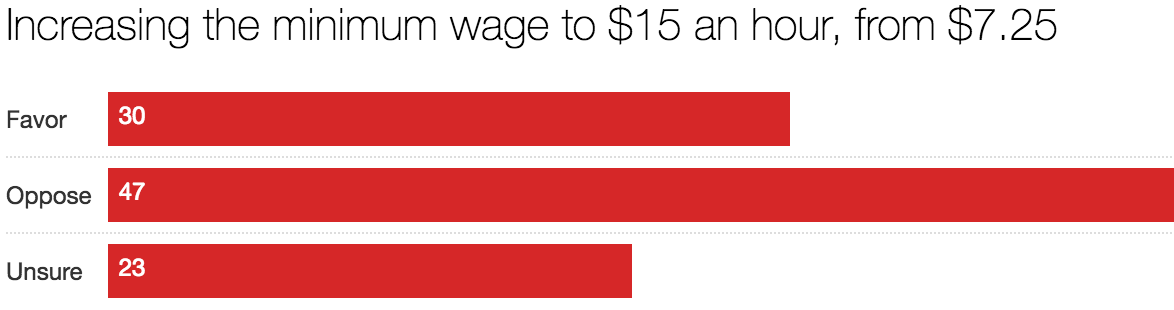 Increasing the minimum wage to $15 an hour, from $7.25
Favor 30
Oppose 47
Unsure 23